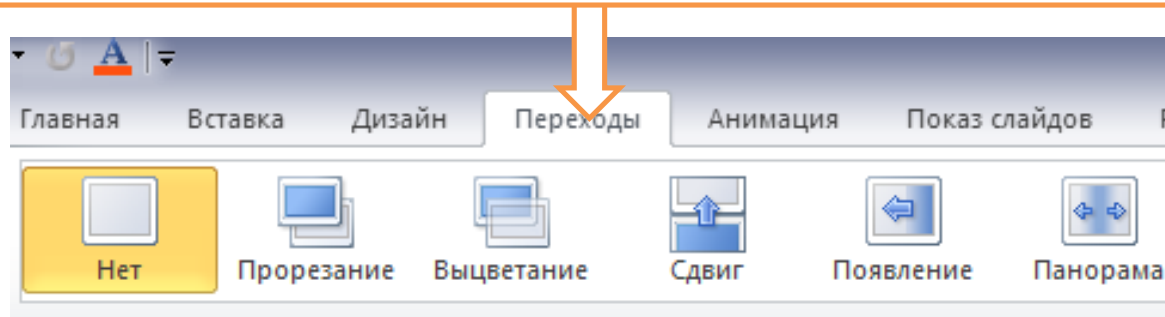 A
Главная Вставка Дизайн Переходы Анимация Показ слайдов
Нет Прорезание Выцветание Сдвиг Появление Панорама